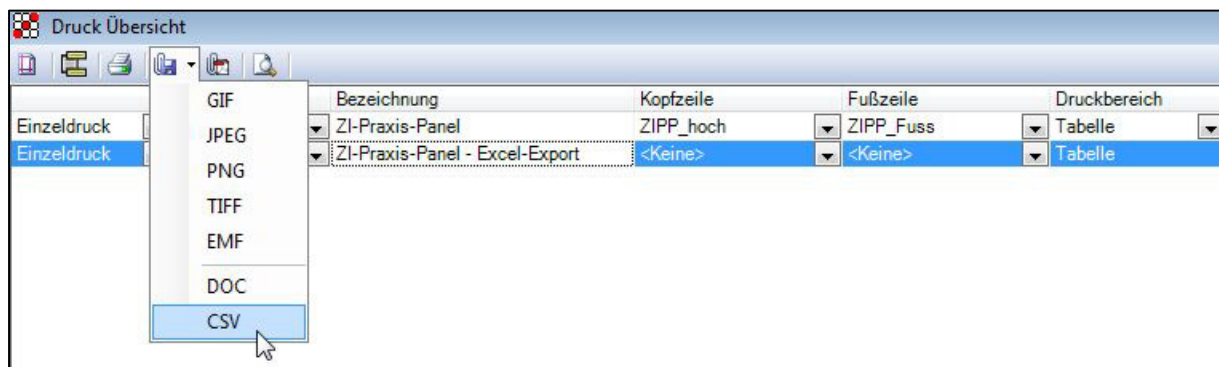 Druck Übersicht
Bezeichnung Kopfzeile Fußzeile Druckbereich
Einzeldruck ZI-Praxis-Panel ZIPP_hoch ZIPP_Fuss Tabelle
Einzeldruck ZI-Praxis-Panel - Excel-Export <Keine> <Keine> Tabelle
GIF
JPEG
PNG
TIFF
EMF
DOC
CSV